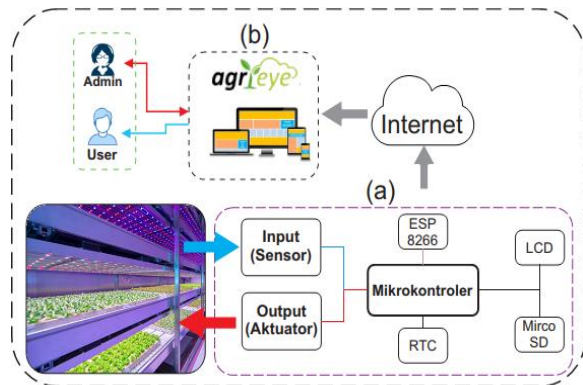 (b)
Admin
agrieye
User
Internet
(a)
Input
(Sensor)
ESP
8266
LCD
Mikrokontroler
Output
(Aktuator)
RTC
Mirco
SD